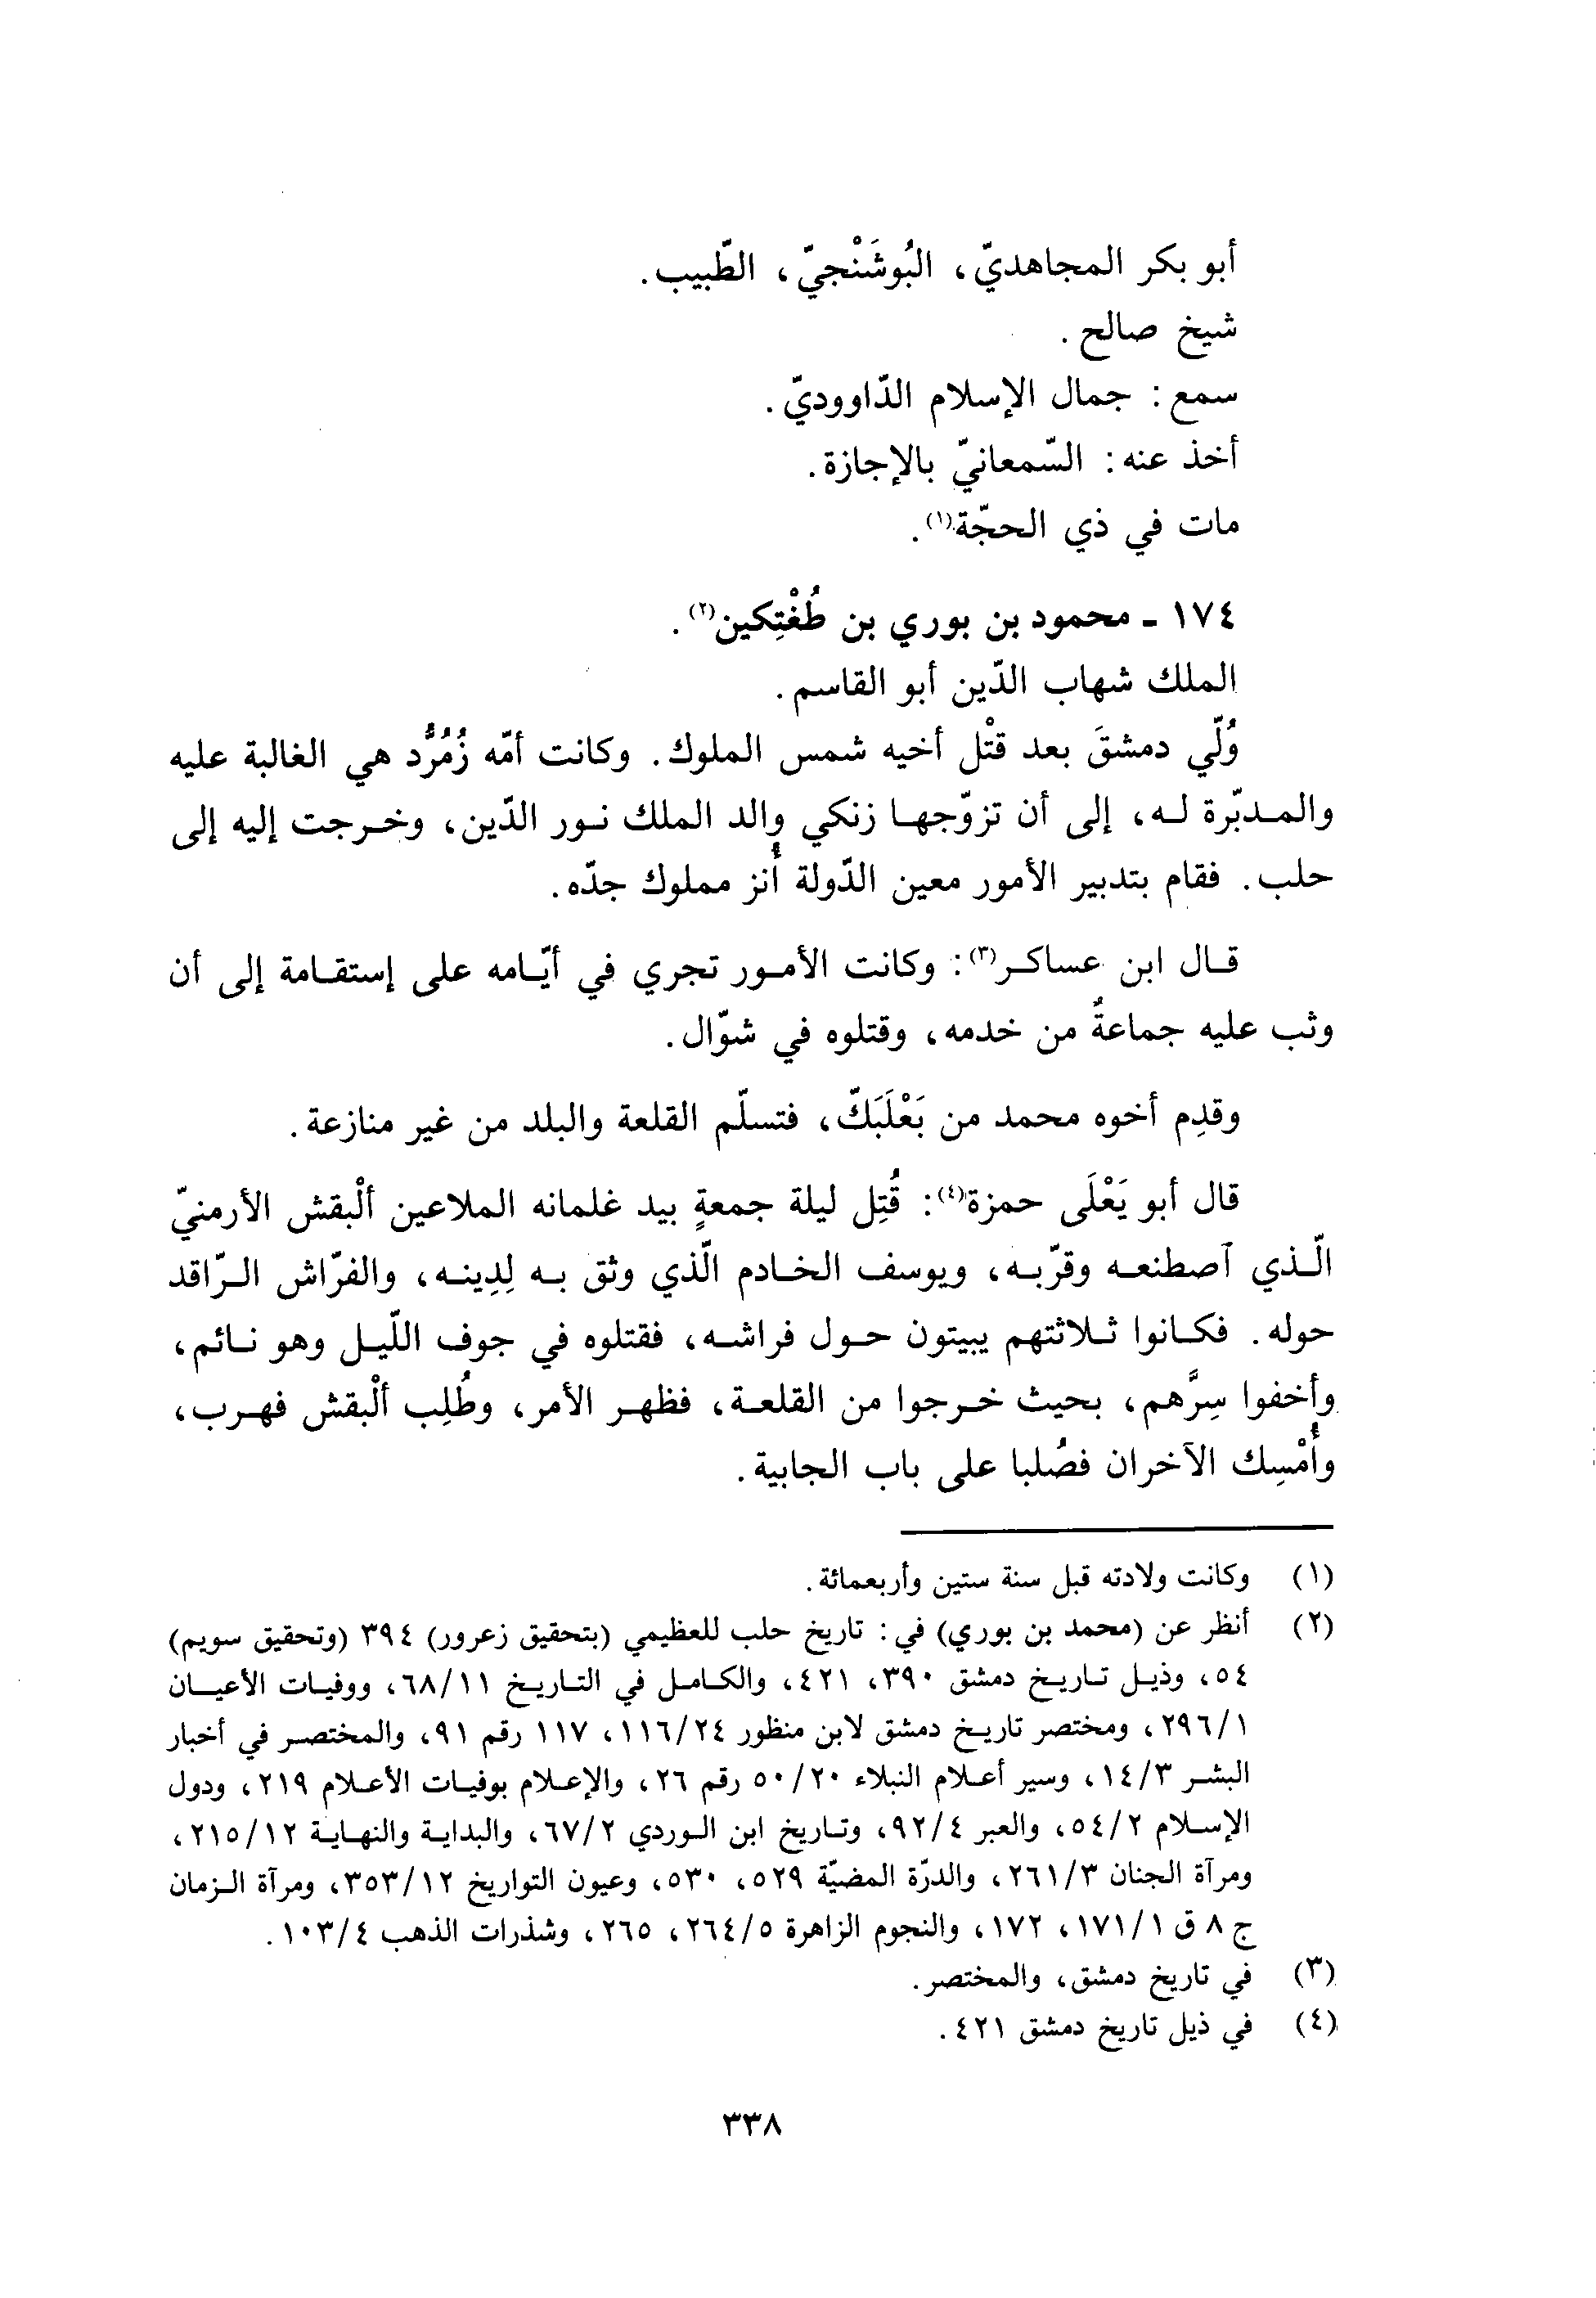 أبو بكر المجاهديّ، البُوشَنْجيّ، الطّبيب.
شيخ صالح.
سمع: جمال الإسلام الدّاووديّ.
أخذ عنه: السّمعانيّ بالإجازة.
مات في ذي الحجّة(١).
١٧٤ - محمود بن بوري بن طُغْتِكين(٢).
الملك شهاب الدّين أبو القاسم.
وُلّي دمشقَ بعد قتْل أخيه شمس الملوك. وكانت أمّه زُمُرُّد هي الغالبة عليه
والمدبّرة له، إلى أن تزوّجها زنكي والد الملك نور الدّين، وخرجت إليه إلى
حلب. فقام بتدبير الأمور معين الدّولة أُنز مملوك جدّه.
قال ابن عساكر(٣): وكانت الأمور تجري في أيّامه على إستقامة إلى أن
وثب عليه جماعةٌ من خدمه، وقتلوه في شوّال.
وقدِم أخوه محمد من بَعْلَبَكّ، فتسلّم القلعة والبلد من غير منازعة.
قال أبو يَعْلَى حمزة(٤): قُتِل ليلة جمعةٍ بيد غلمانه الملاعين ألْبقش الأرمنيّ
الّذي آصطنعه وقرّبه، ويوسف الخادم الّذي وثق به لِدِينه، والفرّاش الرّاقد
حوله. فكانوا ثلاثتهم يبيتون حول فراشه، فقتلوه في جوف اللّيل وهو نائم،
وأخفوا سِرَّهم، بحيث خرجوا من القلعة، فظهر الأمر، وطُلِب ألْبقش فهرب،
وأُمْسِك الآخران فصُلبا على باب الجابية.
(١) وكانت ولادته قبل سنة ستين وأربعمائة.
(٢) أنظر عن (محمد بن بوري) في: تاريخ حلب للعظيمي (بتحقيق زعرور) ٣٩٤ (وتحقيق سويم)
٥٤، وذيل تاريخ دمشق ٣٩٠، ٤٢١، والكامل في التاريخ ٦٨/١١، ووفيات الأعيان
٢٩٦/١، ومختصر تاريخ دمشق لابن منظور ١١٦/٢٤، ١١٧ رقم ٩١، والمختصر في أخبار
البشر ١٤/٣، وسير أعلام النبلاء ٥٠/٢٠ رقم ٢٦، والإعلام بوفيات الأعلام ٢١٩، ودول
الإسلام ٥٤/٢، والعبر ٩٢/٤، وتاريخ ابن الوردي ٦٧/٢، والبداية والنهاية ٢١٥/١٢،
ومرآة الجنان ٢٦١/٣، والدرّة المضيّة ٥٢٩، ٥٣٠، وعيون التواريخ ٣٥٣/١٢، ومرآة الزمان
ج ٨ ق ١٧١/١، ١٧٢، والنجوم الزاهرة ٢٦٤/٥، ٢٦٥، وشذرات الذهب ١٠٣/٤.
(٣) في تاريخ دمشق، والمختصر.
(٤) في ذيل تاريخ دمشق ٤٢١.
٣٣٨